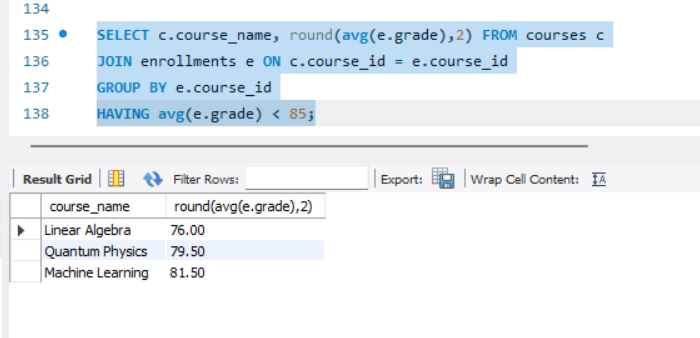 134
135 SELECT c.course_name, round(avg(e.grade),2) FROM courses c
136 JOIN enrollments e ON c.course_id = e.course_id
137 GROUP BY e.course_id
138 HAVING avg(e.grade) < 85;
Result Grid Filter Rows: Export: Wrap Cell Content: IA
course_name round(avg(e.grade),2)
Linear Algebra 76.00
Quantum Physics 79.50
Machine Learning 81.50